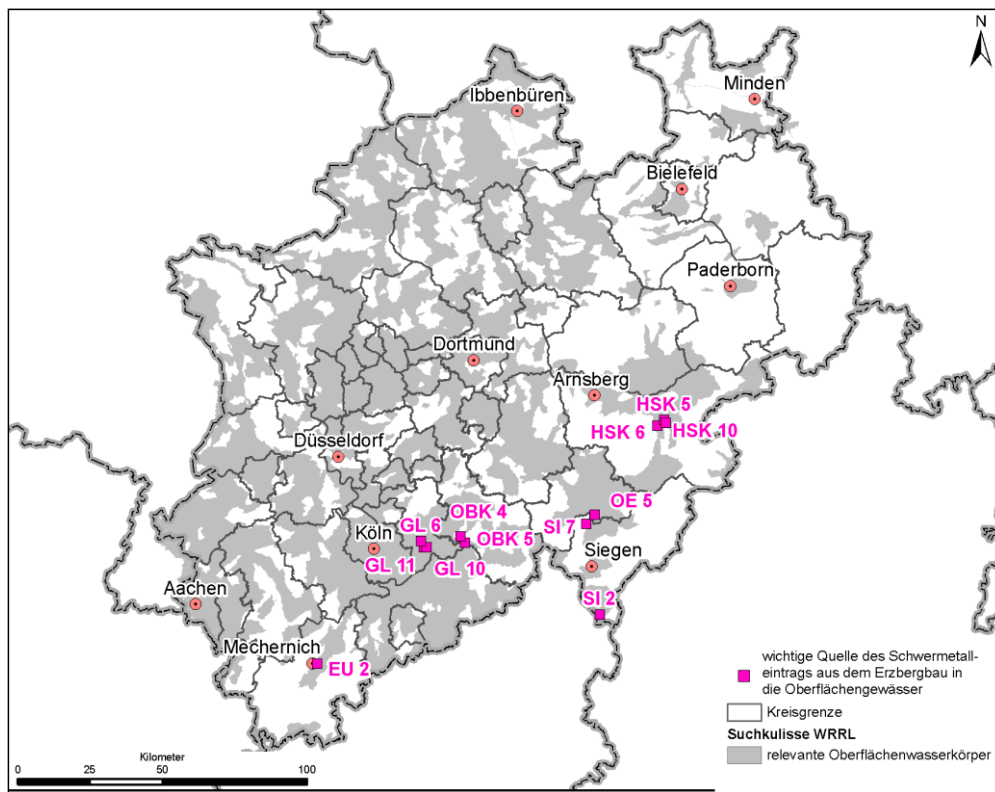 N
Minden
Ibbenbüren
Bielefeld
Paderborn
Dortmund
Arnsberg
HSK 5
HSK 6
HSK 10
Düsseldorf
OE 5
OBK 4
SI 7
GL 6
Köln
OBK 5
GL 11
GL 10
Siegen
Aachen
SI 2
Mechernich
EU 2
wichtige Quelle des Schwermetall-
eintrags aus dem Erzbergbau in
die Oberflächengewässer
Kreisgrenze
Suchkulisse WRRL
relevante Oberflächenwasserkörper
Kilometer
0 25 50 100